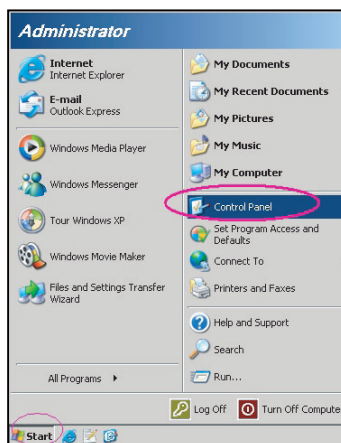 Administrator
Internet
Internet Explorer
E-mail
Outlook Express
Windows Media Player
Windows Messenger
Tour Windows XP
Windows Movie Maker
Files and Settings Transfer
Wizard
All Programs
My Documents
My Recent Documents
My Pictures
My Music
My Computer
Control Panel
Set Program Access and
Defaults
Connect To
Printers and Faxes
Help and Support
Search
Run...
Log Off
Turn Off Compute
Start